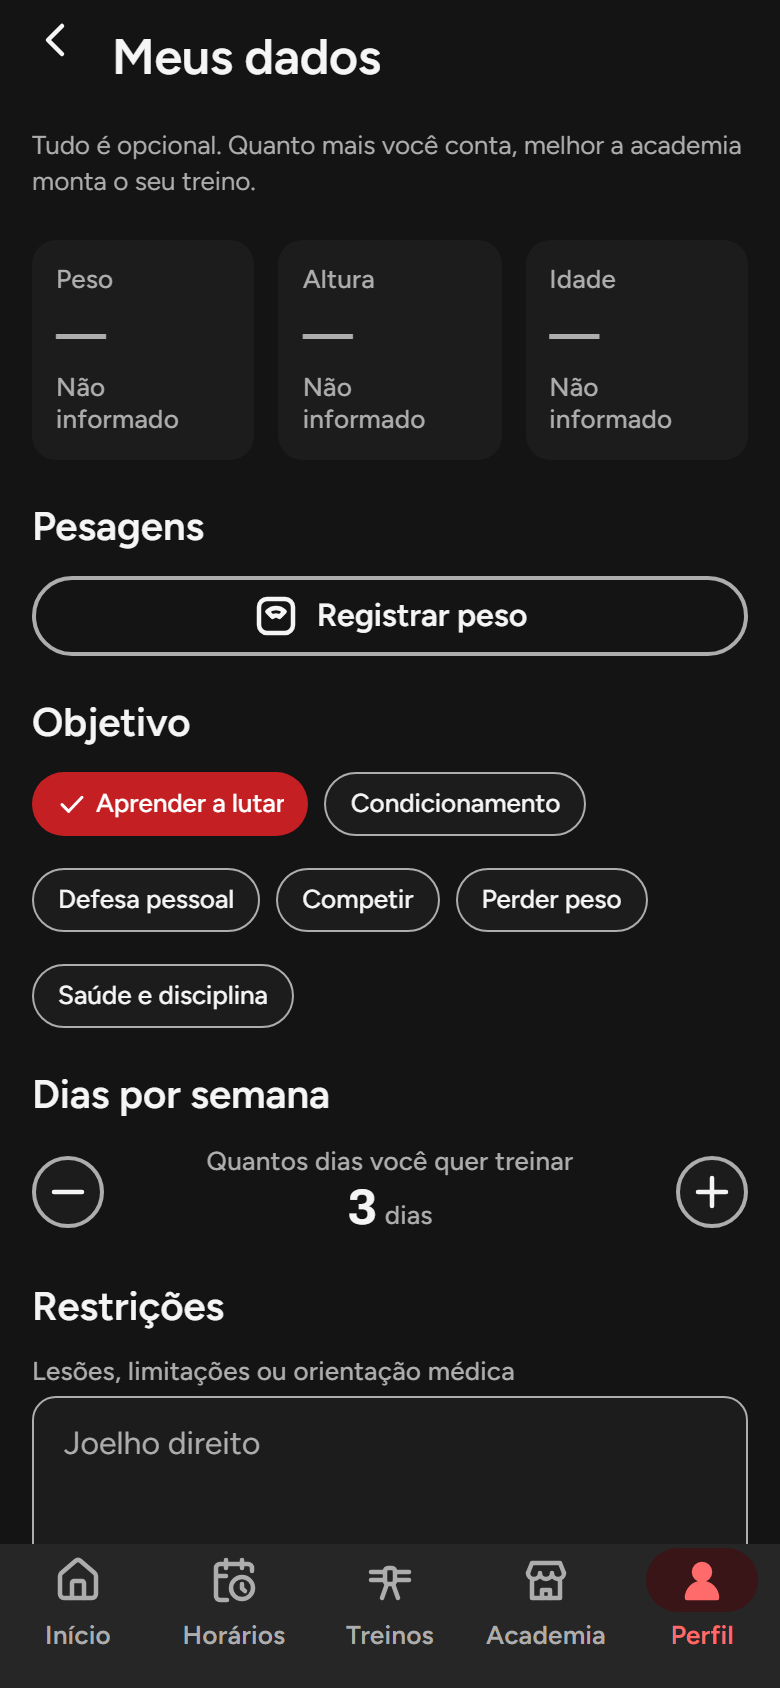 Meus dados
Tudo é opcional. Quanto mais você conta, melhor a academia
monta o seu treino.
Peso
Altura
Idade
—
—
—
Não
informado
Não
informado
Não
informado
Pesagens
Registrar peso
Objetivo
Aprender a lutar
Condicionamento
Defesa pessoal
Competir
Perder peso
Saúde e disciplina
Dias por semana
Quantos dias você quer treinar
3 dias
Restrições
Lesões, limitações ou orientação médica
Joelho direito
Início
Horários
Treinos
Academia
Perfil